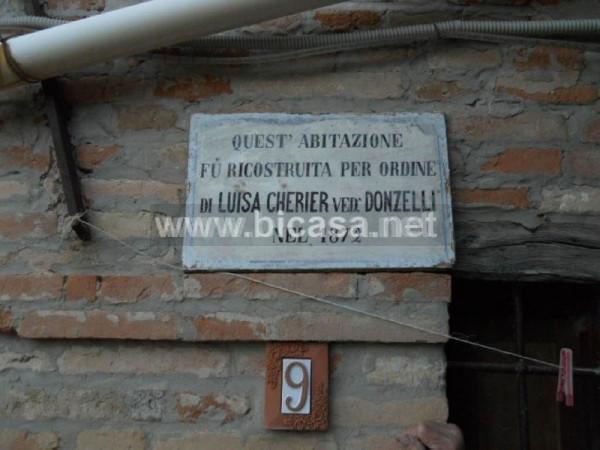 QUEST' ABITAZIONE
FÙ RICOSTRUITA PER ORDINE
DI LUISA CHERIER VED.ª DONZELLI
www.bicasa.net
NEL 1872
9